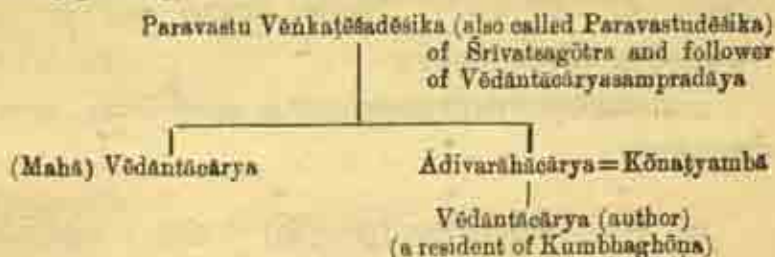 Paravastu Vēṅkaṭēśadēśika (also called Paravastudēśika)
of Śrīvatsagōtra and follower
of Vēdāntācāryasampradāya
(Mahā) Vēdāntācārya
Ādivarāhācārya=Kōnaṭyambā
Vēdāntācārya (author)
(a resident of Kumbhaghōṇa)